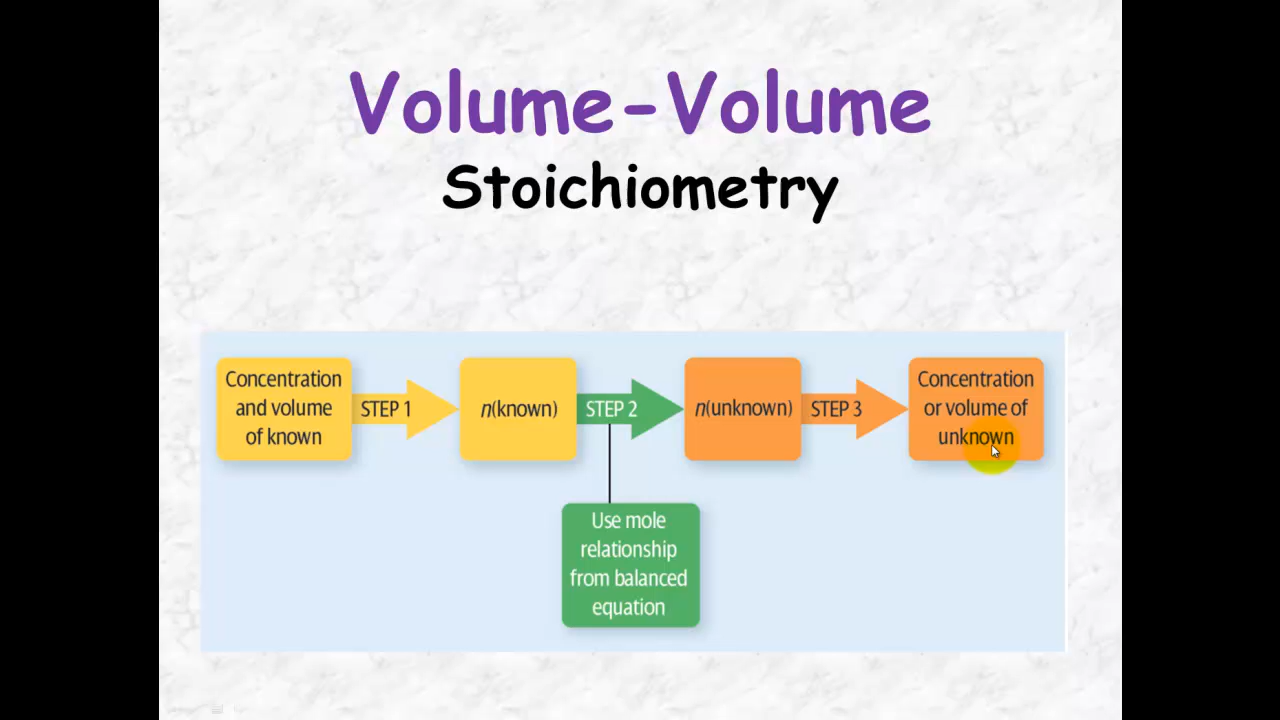 Volume-Volume
Stoichiometry
Concentration
and volume
of known
STEP 1
n(known)
STEP 2
n(unknown)
STEP 3
Concentration
or volume of
unknown
Use mole
relationship
from balanced
equation